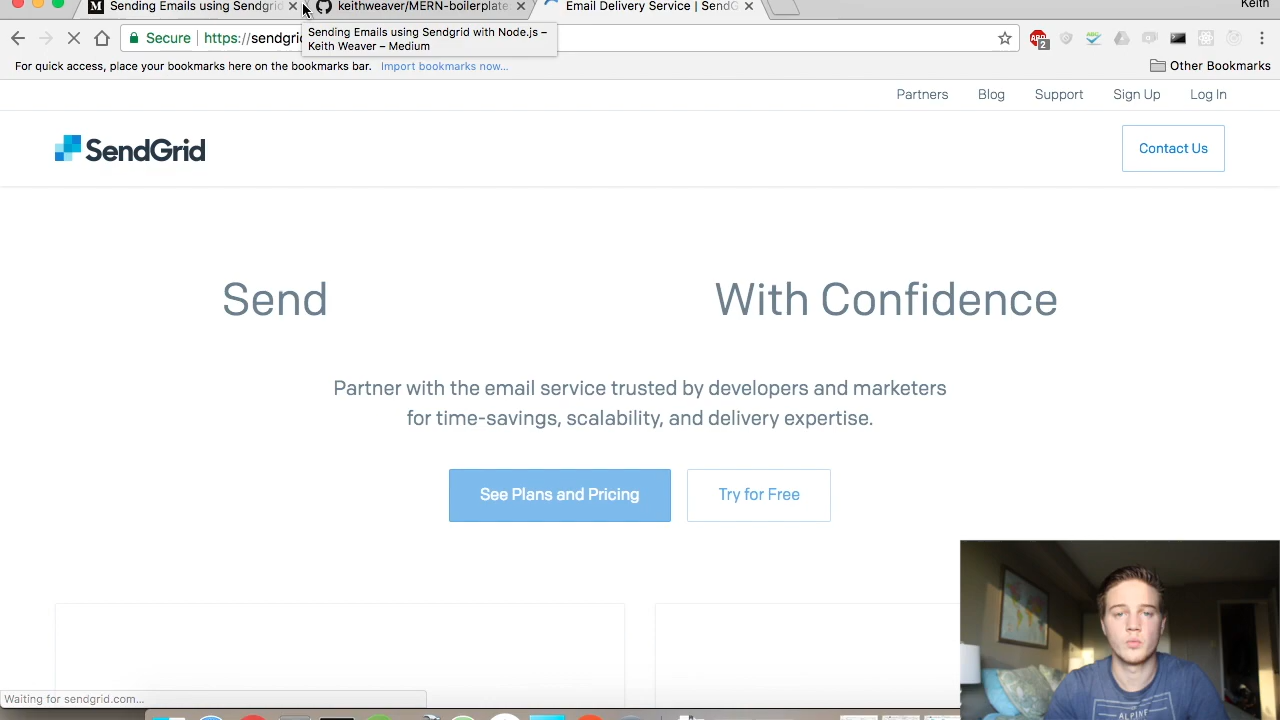 Sending Emails using Sendgrid
keithweaver/MERN-boilerplate
Email Delivery Service | SendG
Keith
Secure
https://sendgri
Sending Emails using Sendgrid with Node.js –
Keith Weaver – Medium
2
For quick access, place your bookmarks here on the bookmarks bar. Import bookmarks now...
Other Bookmarks
Partners
Blog
Support
Sign Up
Log In
SendGrid
Contact Us
Send
With Confidence
Partner with the email service trusted by developers and marketers
for time-savings, scalability, and delivery expertise.
See Plans and Pricing
Try for Free
Waiting for sendgrid.com...
ALPINE